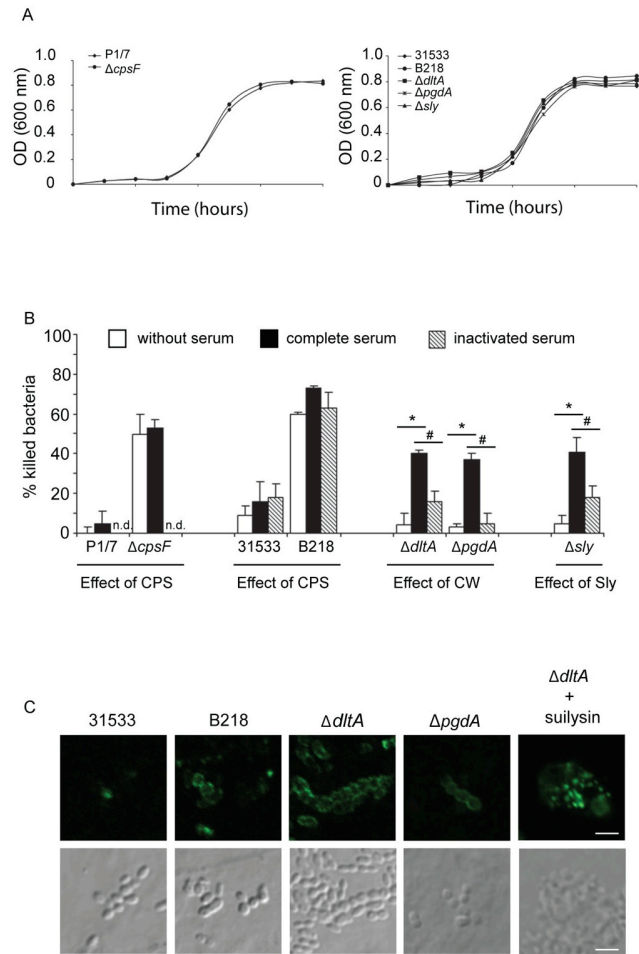 A
P1/7
ΔcpsF
1.0
0.8
0.6
0.4
0.2
0
OD (600 nm)
Time (hours)
31533
B218
ΔdltA
ΔpgdA
Δsly
1.0
0.8
0.6
0.4
0.2
0
OD (600 nm)
Time (hours)
B
without serum
complete serum
inactivated serum
100
80
60
40
20
0
% killed bacteria
n.d.
n.d.
* # * # * #
P1/7 ΔcpsF 31533 B218 ΔdltA ΔpgdA Δsly
Effect of CPS Effect of CPS Effect of CW Effect of Sly
C
31533 B218 ΔdltA ΔpgdA
ΔdltA
+
suilysin